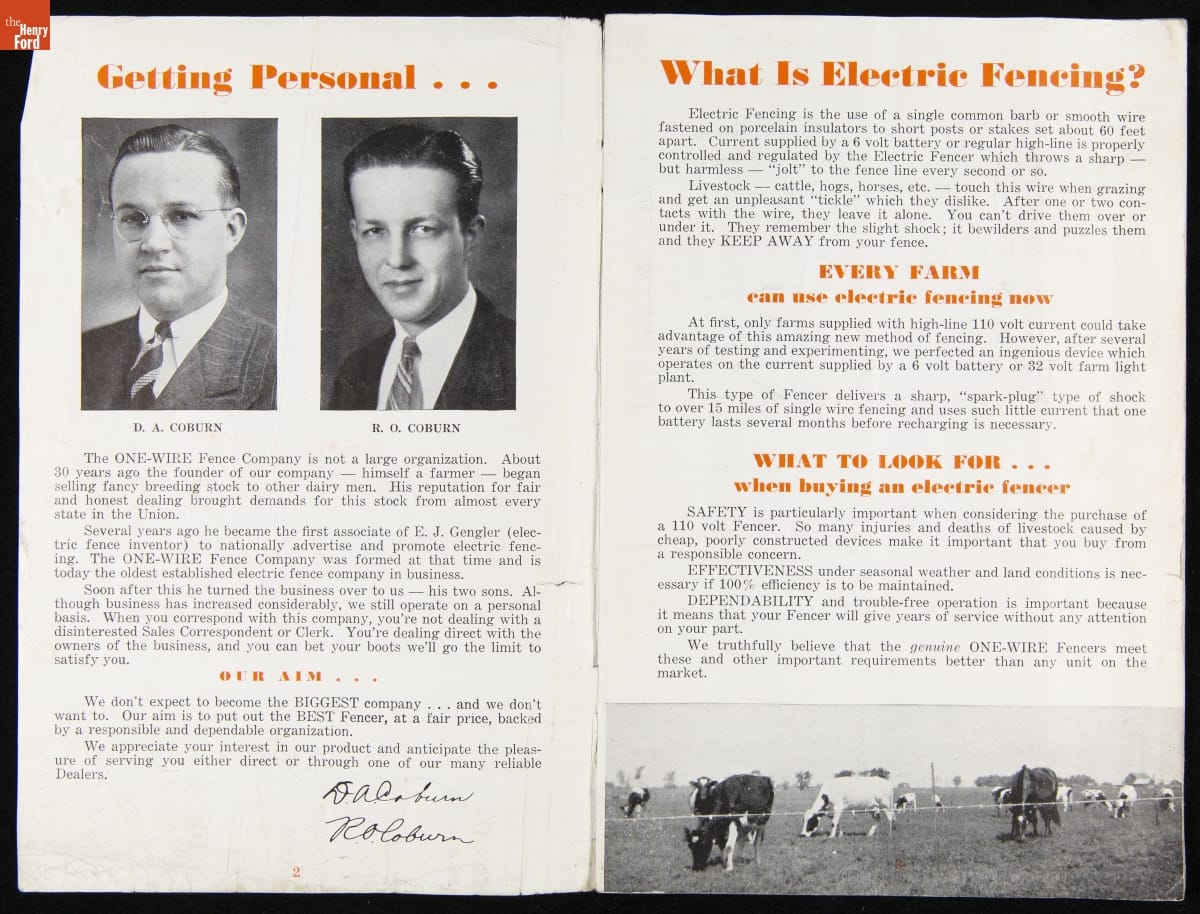 the
Henry
Ford
Getting Personal . . .
D. A. COBURN
R. O. COBURN
The ONE-WIRE Fence Company is not a large organization. About
30 years ago the founder of our company — himself a farmer — began
selling fancy breeding stock to other dairy men. His reputation for fair
and honest dealing brought demands for this stock from almost every
state in the Union.
Several years ago he became the first associate of E. J. Gengler (elec-
tric fence inventor) to nationally advertise and promote electric fenc-
ing. The ONE-WIRE Fence Company was formed at that time and is
today the oldest established electric fence company in business.
Soon after this he turned the business over to us — his two sons. Al-
though business has increased considerably, we still operate on a personal
basis. When you correspond with this company, you're not dealing with a
disinterested Sales Correspondent or Clerk. You're dealing direct with the
owners of the business, and you can bet your boots we'll go the limit to
satisfy you.
OUR AIM . . .
We don't expect to become the BIGGEST company . . . and we don't
want to. Our aim is to put out the BEST Fencer, at a fair price, backed
by a responsible and dependable organization.
We appreciate your interest in our product and anticipate the pleas-
ure of serving you either direct or through one of our many reliable
Dealers.
D.A. Coburn
R.O. Coburn
2
What Is Electric Fencing?
Electric Fencing is the use of a single common barb or smooth wire
fastened on porcelain insulators to short posts or stakes set about 60 feet
apart. Current supplied by a 6 volt battery or regular high-line is properly
controlled and regulated by the Electric Fencer which throws a sharp —
but harmless — "jolt" to the fence line every second or so.
Livestock — cattle, hogs, horses, etc. — touch this wire when grazing
and get an unpleasant "tickle" which they dislike. After one or two con-
tacts with the wire, they leave it alone. You can't drive them over or
under it. They remember the slight shock; it bewilders and puzzles them
and they KEEP AWAY from your fence.
EVERY FARM
can use electric fencing now
At first, only farms supplied with high-line 110 volt current could take
advantage of this amazing new method of fencing. However, after several
years of testing and experimenting, we perfected an ingenious device which
operates on the current supplied by a 6 volt battery or 32 volt farm light
plant.
This type of Fencer delivers a sharp, "spark-plug" type of shock
to over 15 miles of single wire fencing and uses such little current that one
battery lasts several months before recharging is necessary.
WHAT TO LOOK FOR . . .
when buying an electric fencer
SAFETY is particularly important when considering the purchase of
a 110 volt Fencer. So many injuries and deaths of livestock caused by
cheap, poorly constructed devices make it important that you buy from
a responsible concern.
EFFECTIVENESS under seasonal weather and land conditions is nec-
essary if 100% efficiency is to be maintained.
DEPENDABILITY and trouble-free operation is important because
it means that your Fencer will give years of service without any attention
on your part.
We truthfully believe that the genuine ONE-WIRE Fencers meet
these and other important requirements better than any unit on the
market.
3